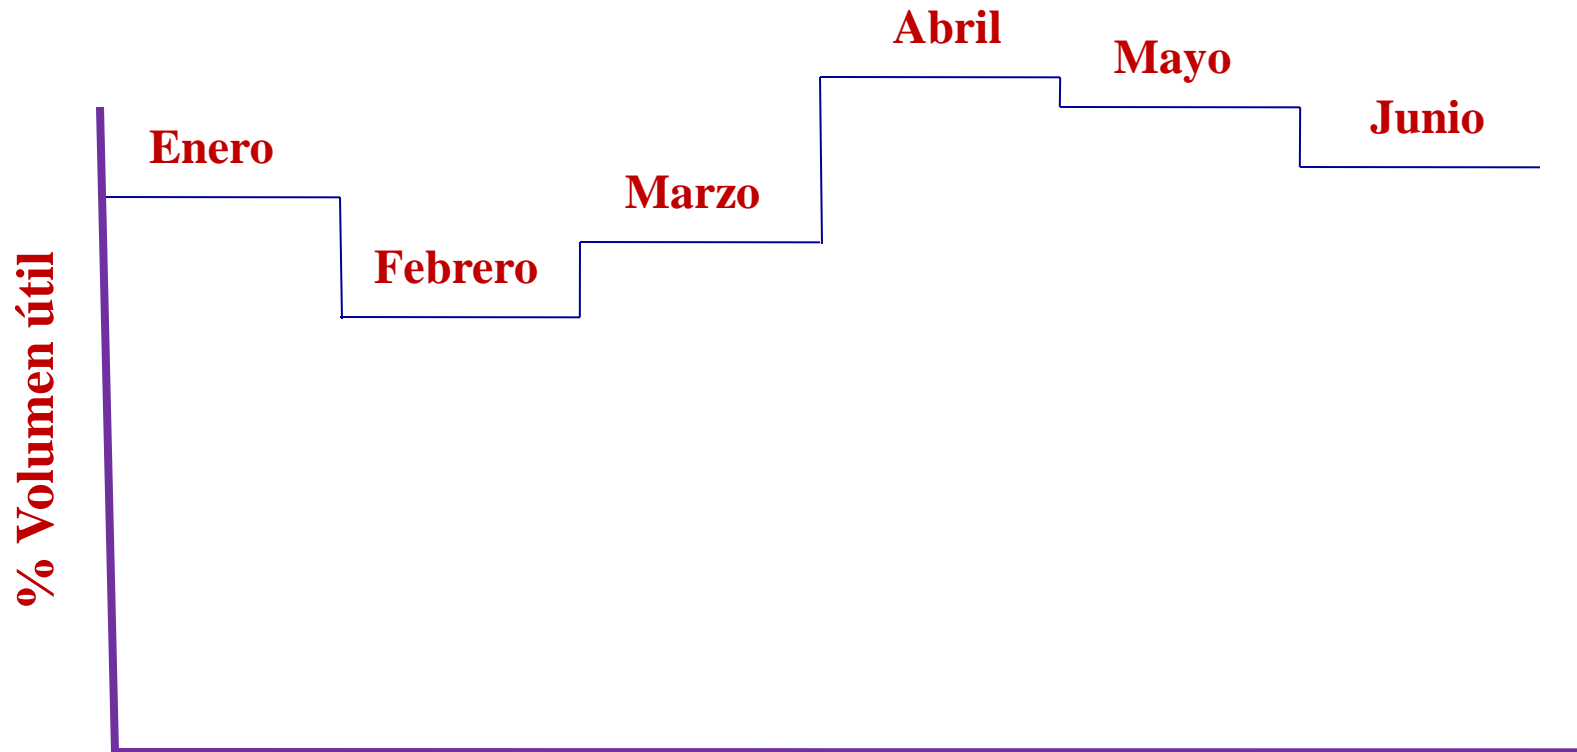 Abril
Mayo
Junio
Enero
Marzo
Febrero
% Volumen útil